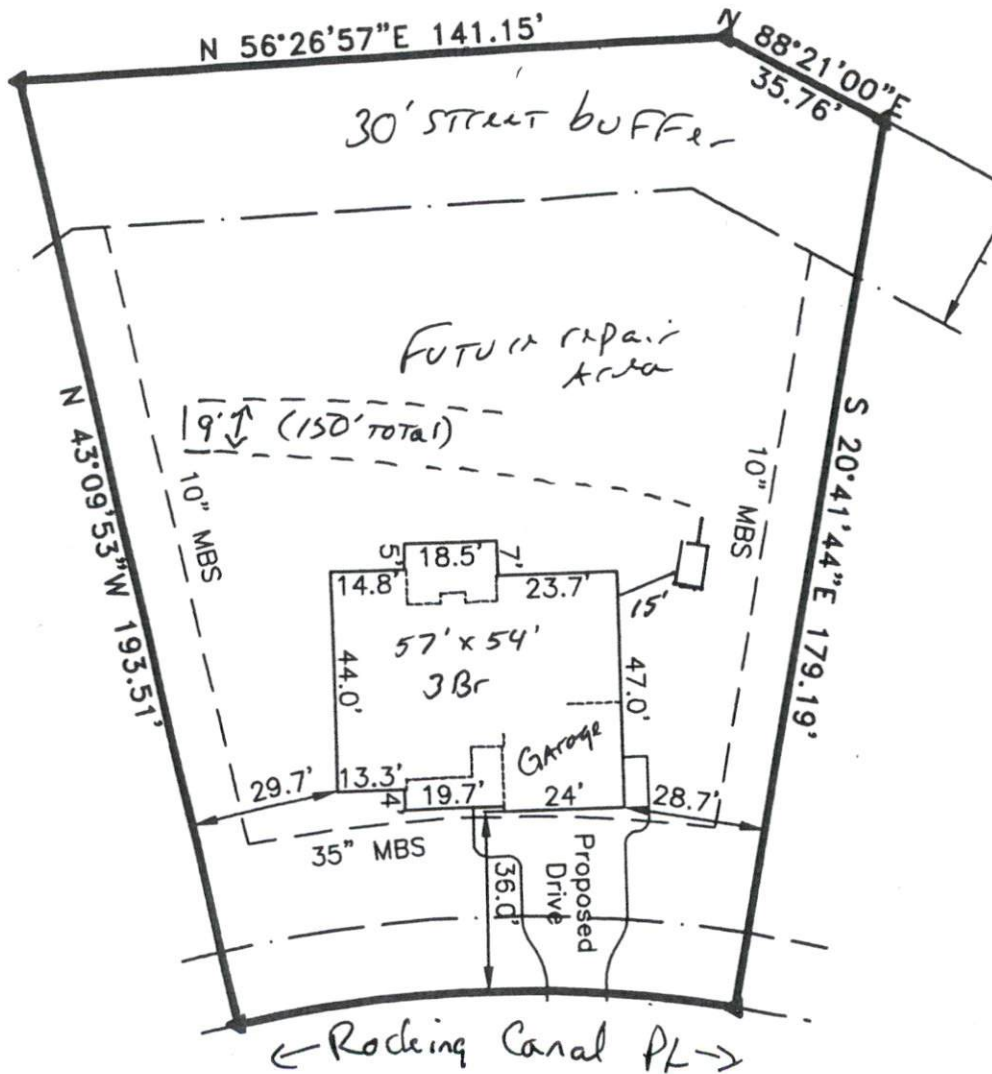 N 56°26'57"E 141.15'
N 88°21'00"E
35.76'
30' STreeT buFFer
FUTUre repair
Area
9' (150' TOTal)
N 43°09'53"W 193.51'
S 20°41'44"E 179.19'
10" MBS
10" MBS
5'
18.5'
7'
14.8'
23.7'
15'
57' x 54'
3 Br
44.0'
47.0'
GaroGe
29.7'
13.3'
4
19.7'
24'
28.7'
35" MBS
36.0'
Proposed
Drive
Rocking Canal PL